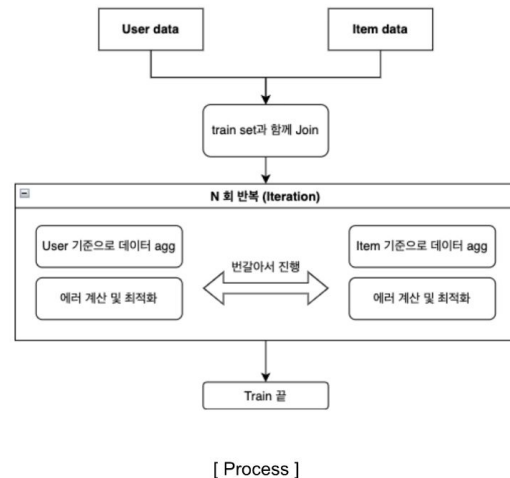 User data
Item data
train set과 함께 Join
N 회 반복 (Iteration)
User 기준으로 데이터 agg
Item 기준으로 데이터 agg
번갈아서 진행
에러 계산 및 최적화
에러 계산 및 최적화
Train 끝
[ Process ]